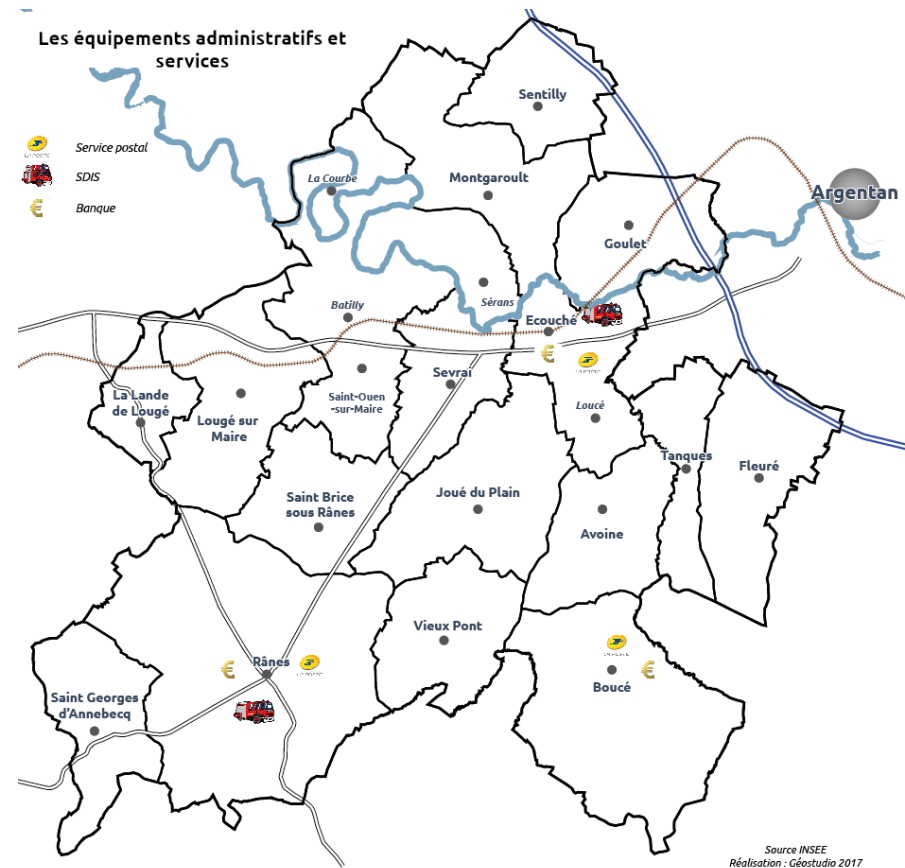 Les équipements administratifs et
services
Service postal
SDIS
Banque
Sentilly
La Courbe
Montgaroult
Argentan
Goulet
Sérans
Batilly
Ecouché
Sevrai
La Lande
de Lougé
Saint-Ouen
-sur-Maire
Lougé sur
Maire
Loucé
Tanques
Fleuré
Saint Brice
sous Rânes
Joué du Plain
Avoine
Vieux Pont
Rânes
Boucé
Saint Georges
d'Annebecq
Source INSEE
Réalisation : Géostudio 2017